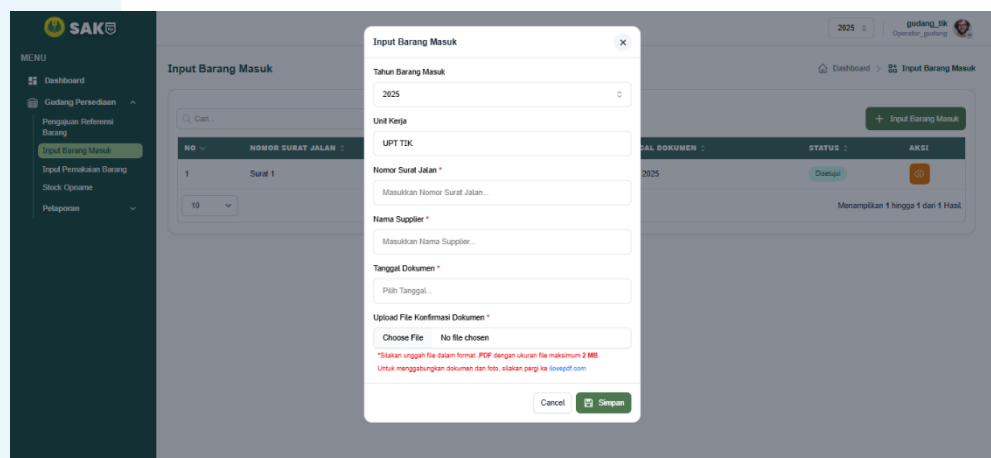 SAK
2025
gudang_tik
Operator_gudang
MENU
Dashboard
Gudang Persediaan
Pengajuan Referensi
Barang
Input Barang Masuk
Input Pemakaian Barang
Stock Opname
Pelaporan
Input Barang Masuk
Dashboard > Input Barang Masuk
Cari...
+ Input Barang Masuk
NO
NOMOR SURAT JALAN
DOKUMEN
STATUS
AKSI
1
Surat 1
2025
Disetujui
10
Menampilkan 1 hingga 1 dari 1 Hasil
Input Barang Masuk
Tahun Barang Masuk
2025
Unit Kerja
UPT TIK
Nomor Surat Jalan *
Masukkan Nomor Surat Jalan...
Nama Supplier *
Masukkan Nama Supplier...
Tanggal Dokumen *
Pilih Tanggal...
Upload File Konfirmasi Dokumen *
Choose File No file chosen
*Silakan unggah file dalam format .PDF dengan ukuran file maksimum 2 MB.
Untuk menggabungkan dokumen dan foto, silakan pergi ke ilovepdf.com
Cancel
Simpan